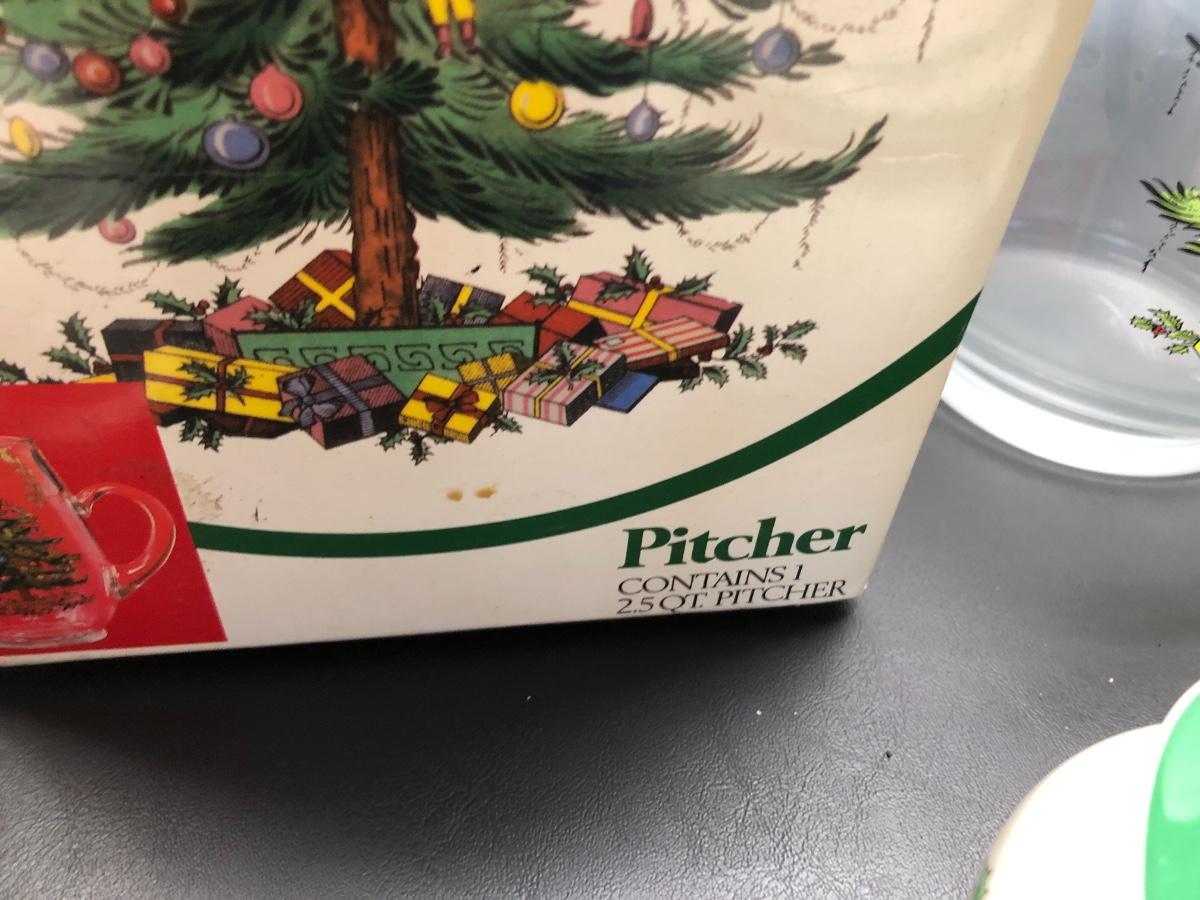 Pitcher
CONTAINS 1
2.5 QT. PITCHER